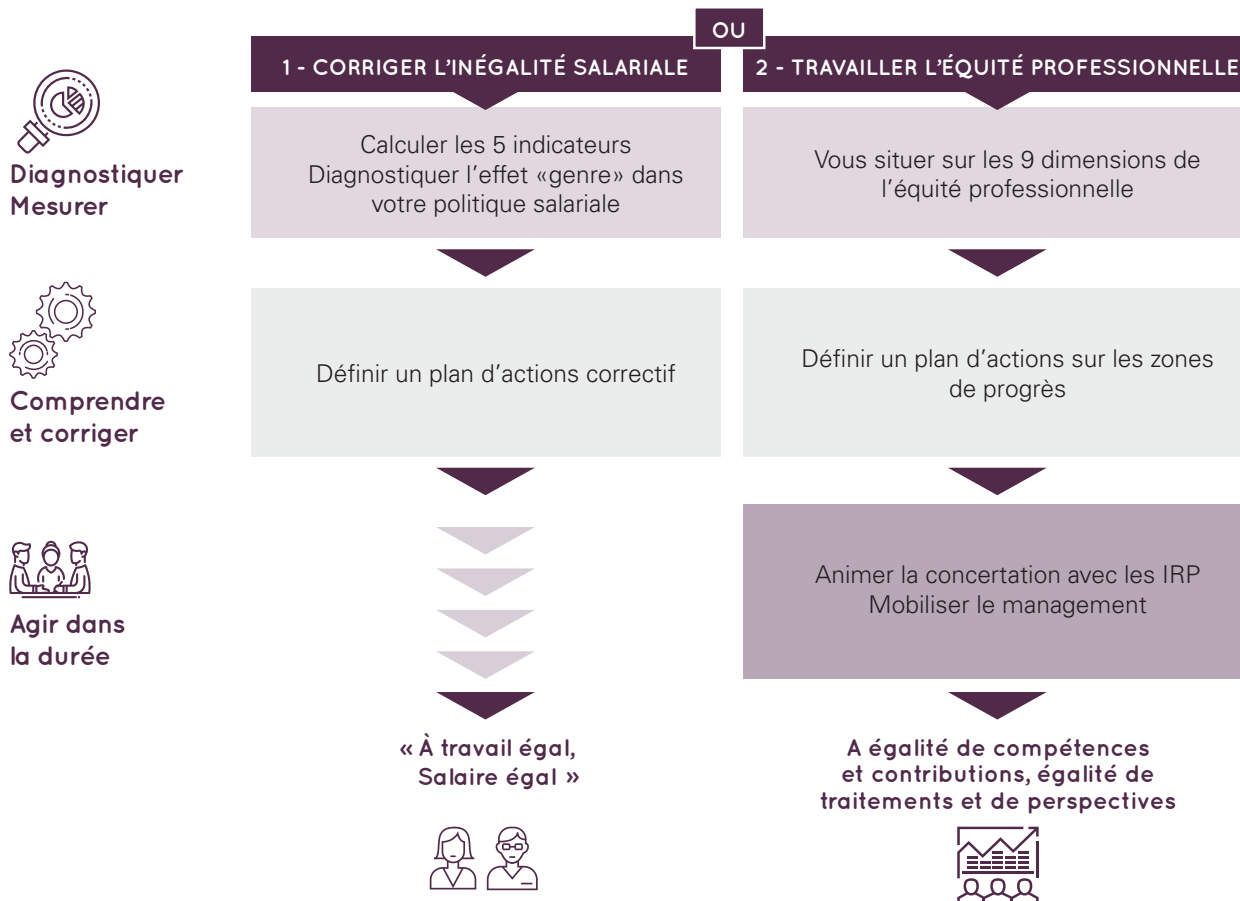 OU
1 - CORRIGER L'INÉGALITÉ SALARIALE
2 - TRAVAILLER L'ÉQUITÉ PROFESSIONNELLE
Diagnostiquer
Mesurer
Calculer les 5 indicateurs
Diagnostiquer l'effet «genre» dans
votre politique salariale
Vous situer sur les 9 dimensions de
l'équité professionnelle
Comprendre
et corriger
Définir un plan d'actions correctif
Définir un plan d'actions sur les zones
de progrès
Agir dans
la durée
Animer la concertation avec les IRP
Mobiliser le management
« À travail égal,
Salaire égal »
A égalité de compétences
et contributions, égalité de
traitements et de perspectives